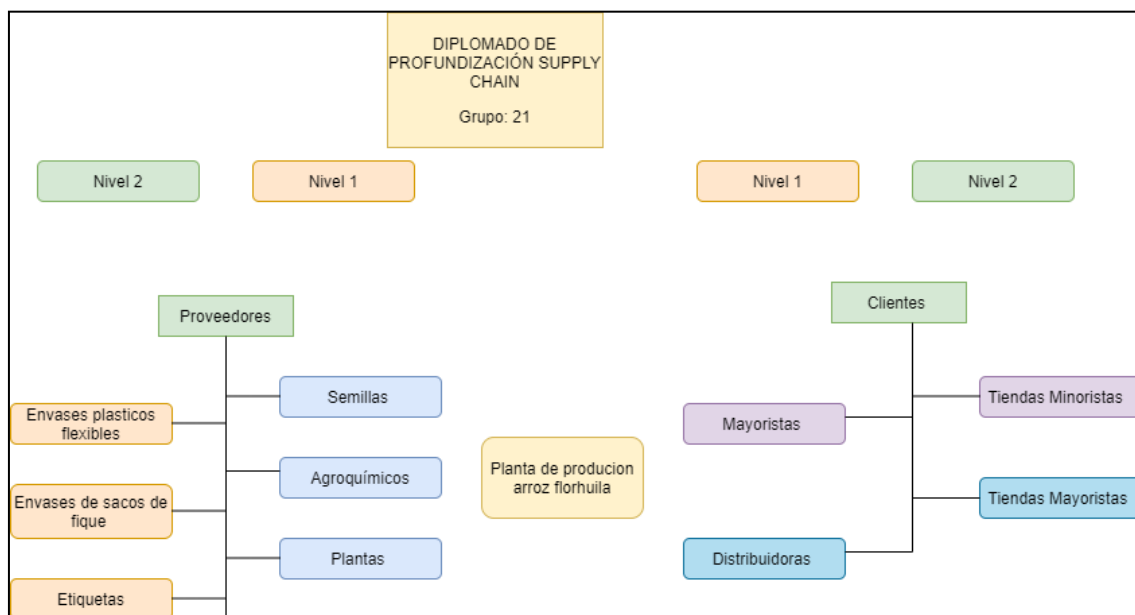 DIPLOMADO DE
PROFUNDIZACIÓN SUPPLY
CHAIN
Grupo: 21
Nivel 2
Nivel 1
Nivel 1
Nivel 2
Proveedores
Clientes
Semillas
Envases plasticos
flexibles
Agroquímicos
Envases de sacos de
fique
Plantas
Etiquetas
Planta de producion
arroz florhuila
Tiendas Minoristas
Mayoristas
Tiendas Mayoristas
Distribuidoras